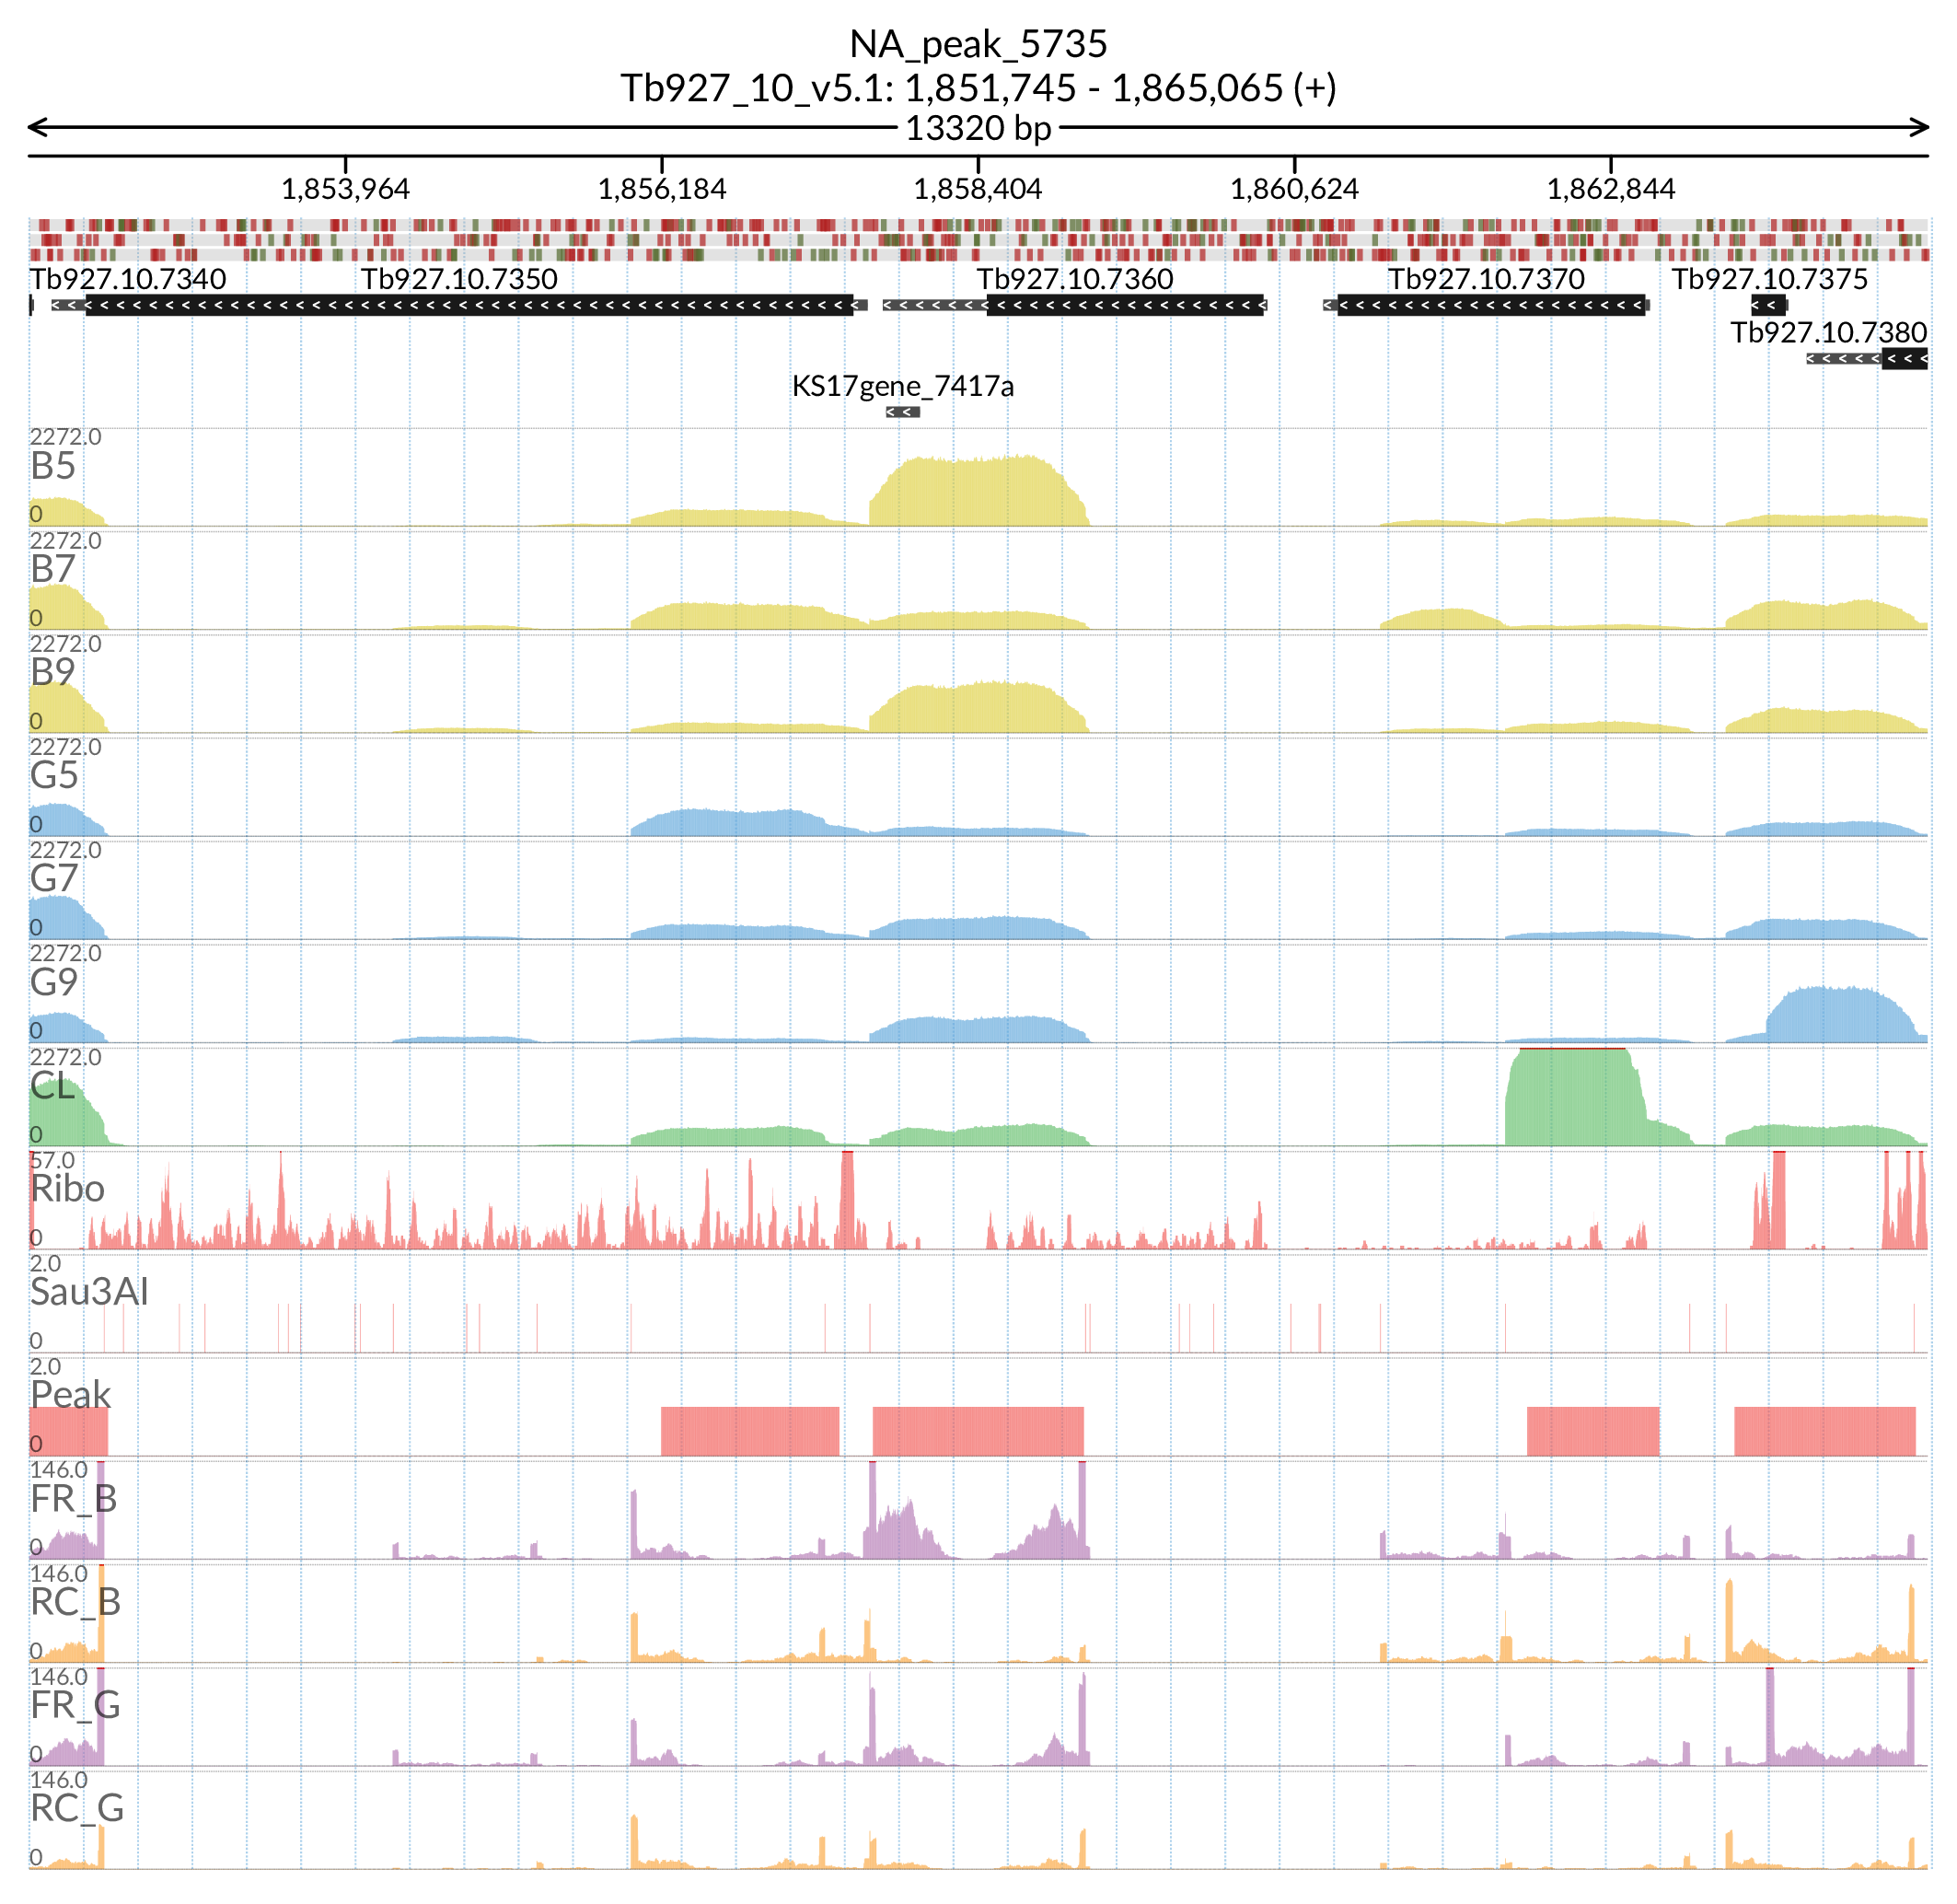 NA_peak_5735
Tb927_10_v5.1: 1,851,745 - 1,865,065 (+)
13320 bp
1,853,964 1,856,184 1,858,404 1,860,624 1,862,844
Tb927.10.7340 Tb927.10.7350 Tb927.10.7360 Tb927.10.7370 Tb927.10.7375
Tb927.10.7380
KS17gene_7417a
2272.0
B5
0
2272.0
B7
0
2272.0
B9
0
2272.0
G5
0
2272.0
G7
0
2272.0
G9
0
2272.0
CL
0
57.0
Ribo
0
2.0
Sau3AI
0
2.0
Peak
0
146.0
FR_B
0
146.0
RC_B
0
146.0
FR_G
0
146.0
RC_G
0